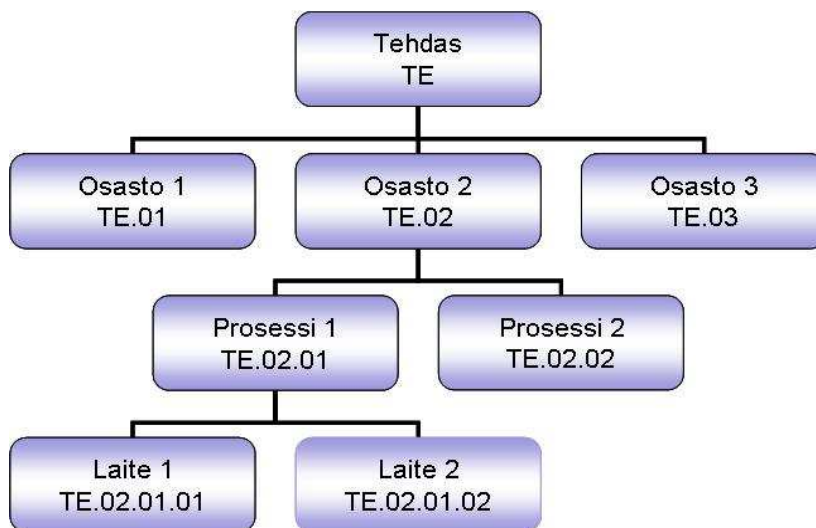 Tehdas
TE
Osasto 1
TE.01
Osasto 2
TE.02
Osasto 3
TE.03
Prosessi 1
TE.02.01
Prosessi 2
TE.02.02
Laite 1
TE.02.01.01
Laite 2
TE.02.01.02